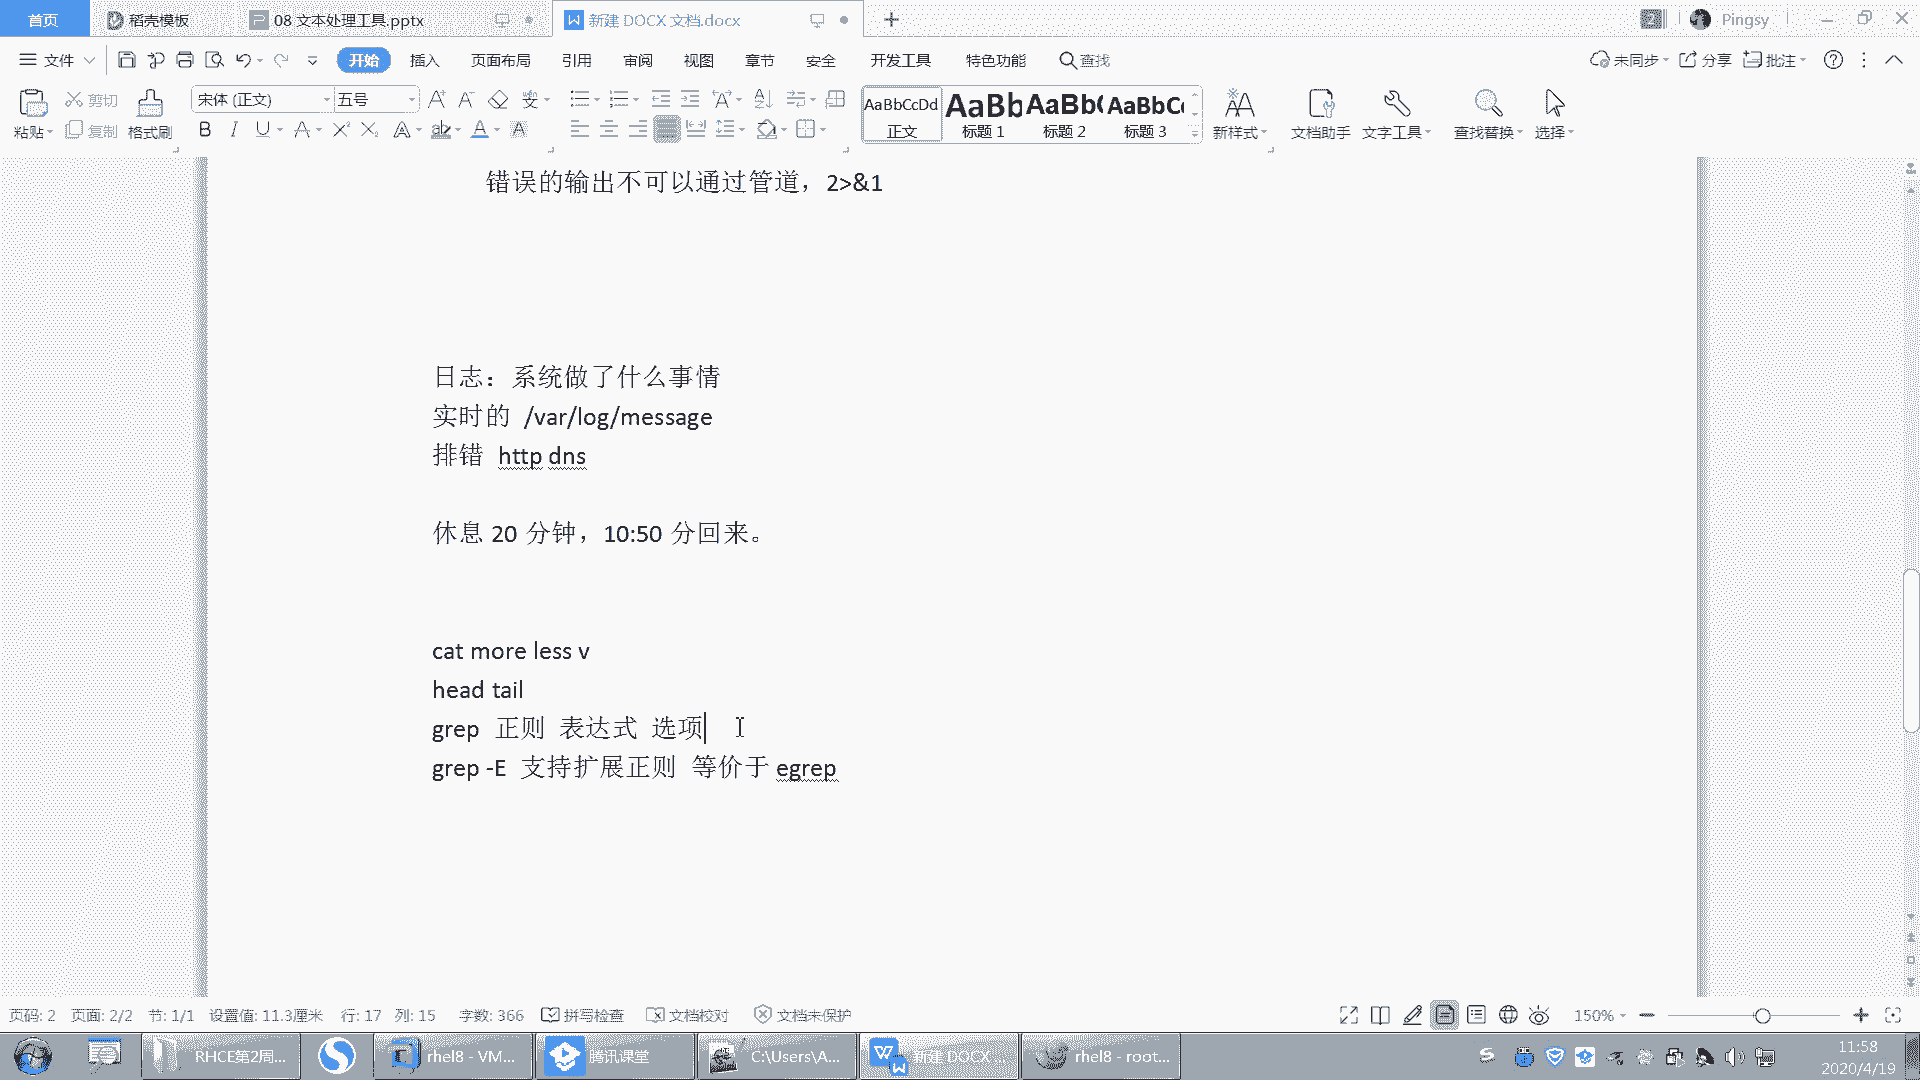 首页 稻壳模板 08 文本处理工具.pptx 新建 DOCX 文档.docx Pingsy
文件 开始 插入 页面布局 引用 审阅 视图 章节 安全 开发工具 特色功能 查找 未同步 分享 批注
剪切 宋体 (正文) 五号 AaBbCcDd AaBb AaBb( AaBbC
粘贴 复制 格式刷 B I U 正文 标题 1 标题 2 标题 3 新样式 文档助手 文字工具 查找替换 选择
错误的输出不可以通过管道，2>&1
日志：系统做了什么事情
实时的 /var/log/message
排错 http dns
休息 20 分钟，10:50 分回来。
cat more less v
head tail
grep 正则 表达式 选项
grep -E 支持扩展正则 等价于 egrep
页码: 2 页面: 2/2 节: 1/1 设置值: 11.3厘米 行: 17 列: 15 字数: 366 拼写检查 文档校对 文档未保护 150%
RHCE第2周... rhel8 - VM... 腾讯课堂 C:\Users\A... 新建 DOCX ... rhel8 - root... 11:58
2020/4/19